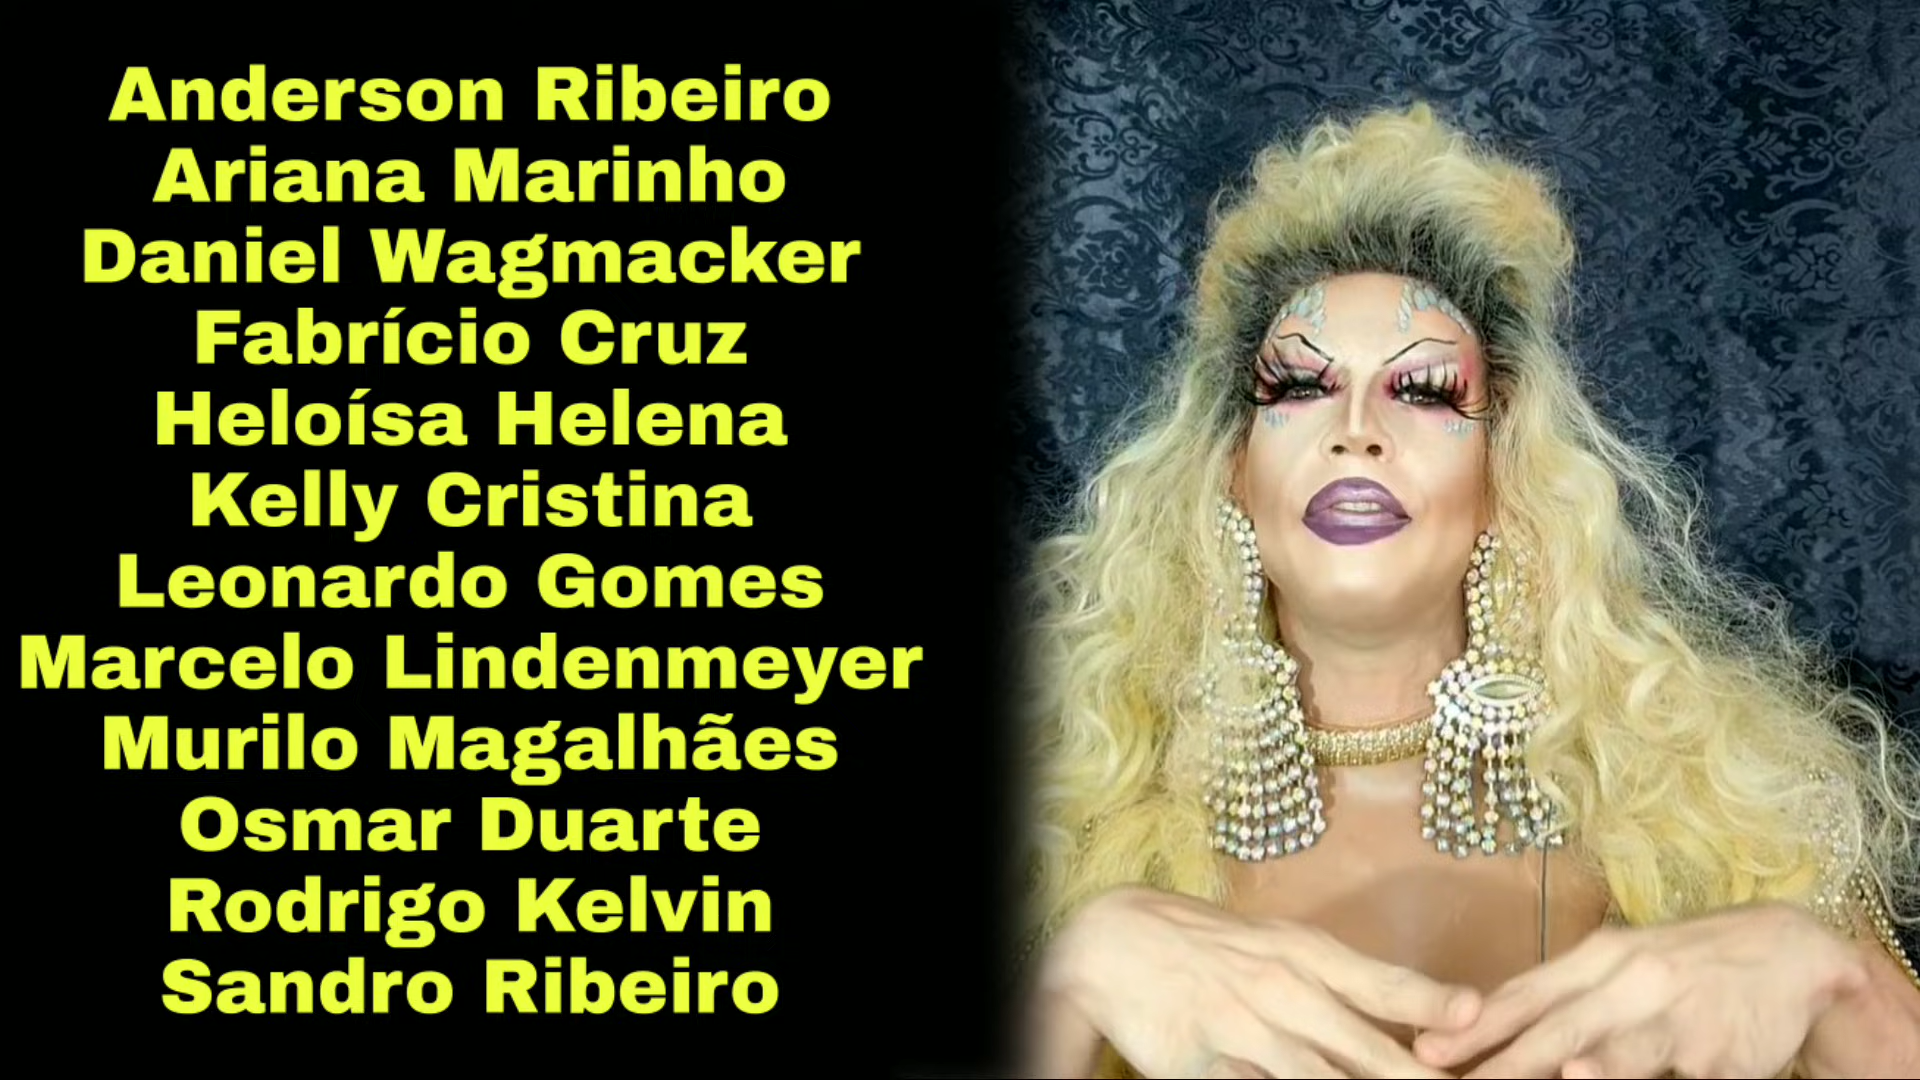 Anderson Ribeiro
Ariana Marinho
Daniel Wagmacker
Fabrício Cruz
Heloísa Helena
Kelly Cristina
Leonardo Gomes
Marcelo Lindenmeyer
Murilo Magalhães
Osmar Duarte
Rodrigo Kelvin
Sandro Ribeiro